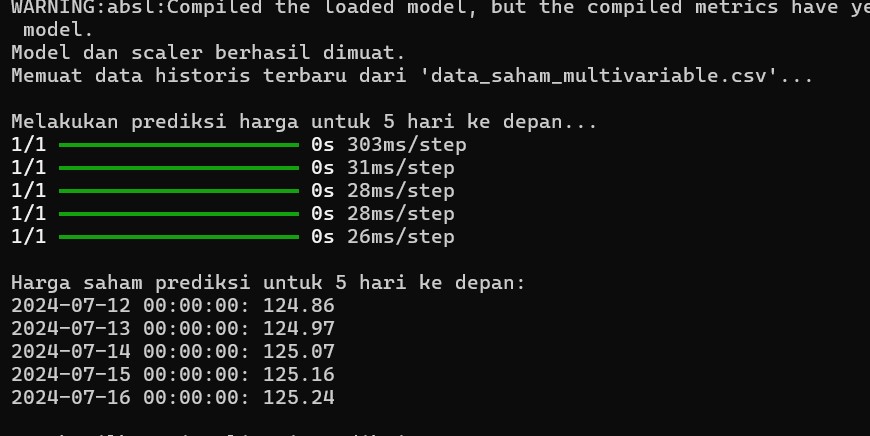 WARNING:absl:Compiled the loaded model, but the compiled metrics have ye
model.
Model dan scaler berhasil dimuat.
Memuat data historis terbaru dari 'data_saham_multivariable.csv'...
Melakukan prediksi harga untuk 5 hari ke depan...
1/1 0s 303ms/step
1/1 0s 31ms/step
1/1 0s 28ms/step
1/1 0s 28ms/step
1/1 0s 26ms/step
Harga saham prediksi untuk 5 hari ke depan:
2024-07-12 00:00:00: 124.86
2024-07-13 00:00:00: 124.97
2024-07-14 00:00:00: 125.07
2024-07-15 00:00:00: 125.16
2024-07-16 00:00:00: 125.24